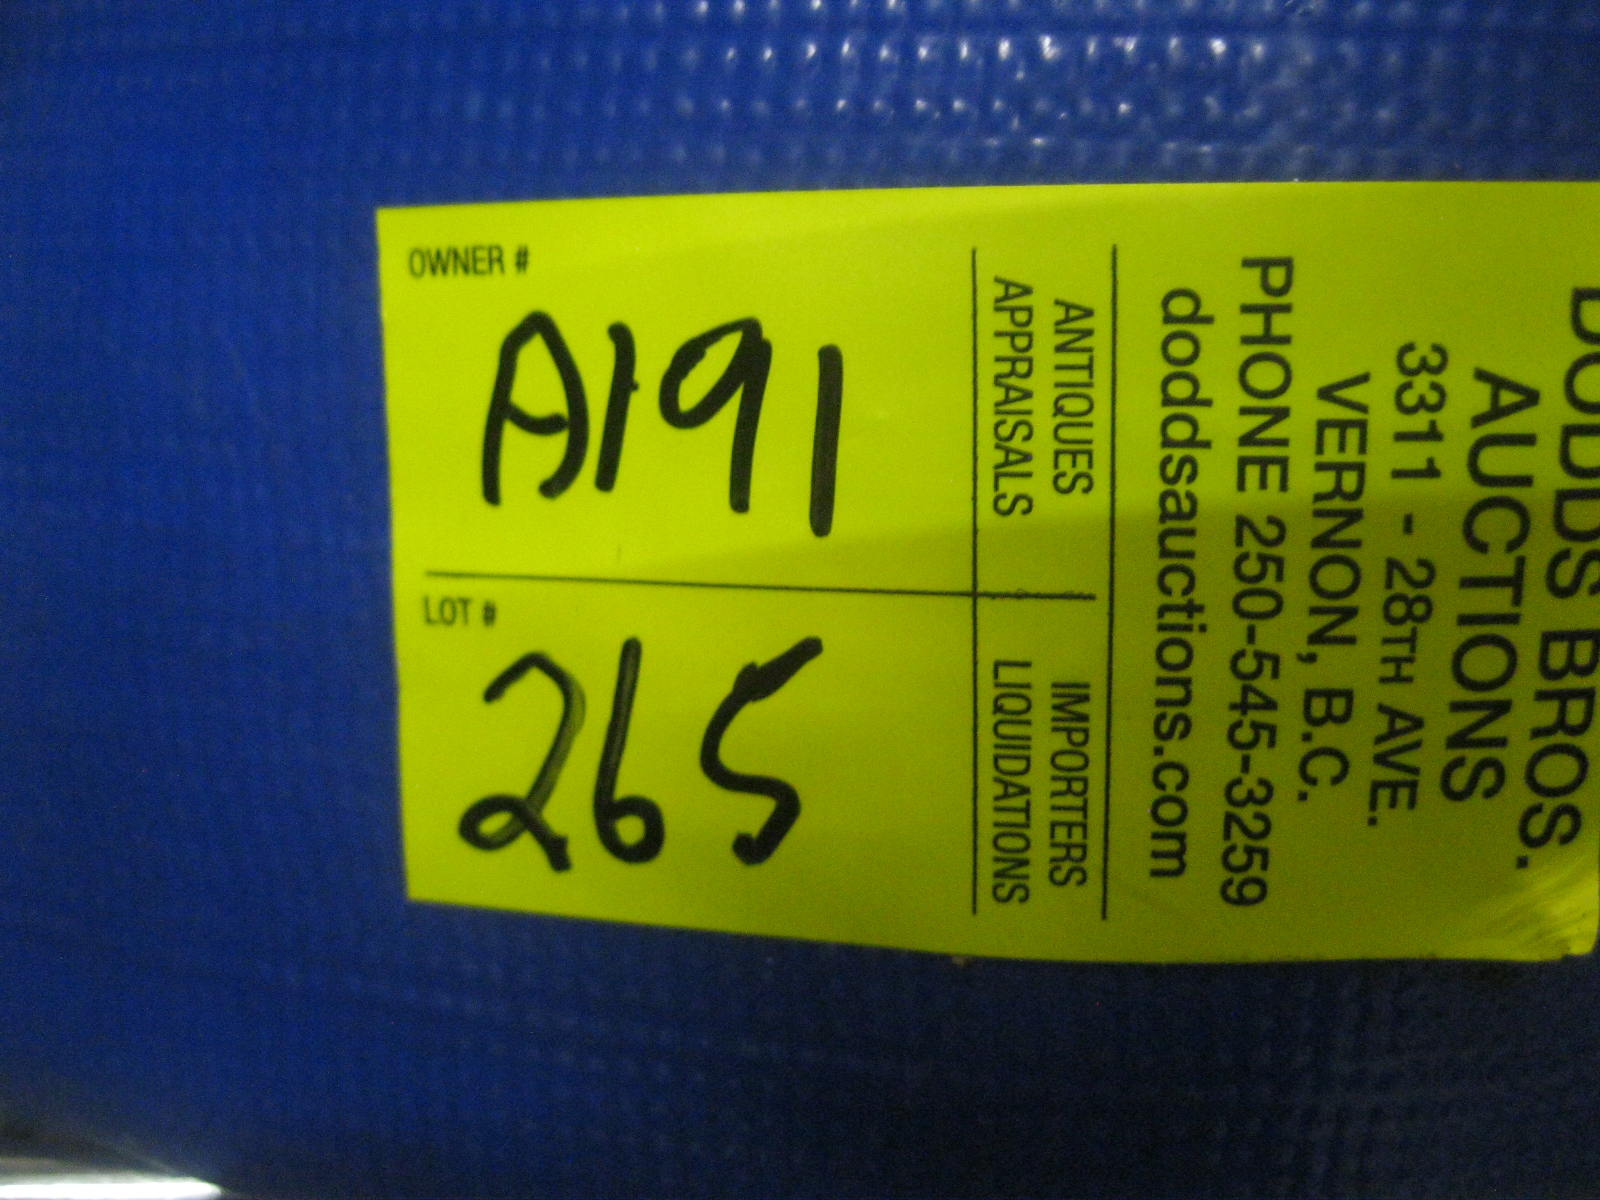 DODDS BROS.
AUCTIONS
3311 - 28TH AVE.
VERNON, B.C.
PHONE 250-545-3259
doddsauctions.com
ANTIQUES
APPRAISALS
IMPORTERS
LIQUIDATIONS
OWNER #
A191
LOT #
265